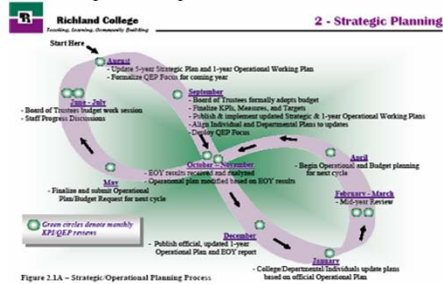 Richland College
Teaching, Learning, Community Building
2 - Strategic Planning
Start Here
August
- Update 5-year Strategic Plan and 1-year Operational Working Plan
- Formalize QEP Focus for coming year
September
- Board of Trustees formally adopts budget
- Finalize KPIs, Measures, and Targets
- Publish & implement updated Strategic & 1-year Operational Working Plans
- Align Individual and Departmental Plans to updates
- Deploy QEP Focus
June - July
- Board of Trustees budget work session
- Staff Progress Discussions
October – November
- EOY results received and analyzed
- Operational plan modified based on EOY results
April
- Begin Operational and Budget planning
for next cycle
May
- Finalize and submit Operational
Plan/Budget Request for next cycle
February - March
- Mid-year Review
Green circles denote monthly
KPI/QEP reviews
December
- Publish official, updated 1-year
Operational Plan and EOY report
January
- College/Departmental/Individuals update plans
based on official Operational Plan
Figure 2.1A – Strategic/Operational Planning Process